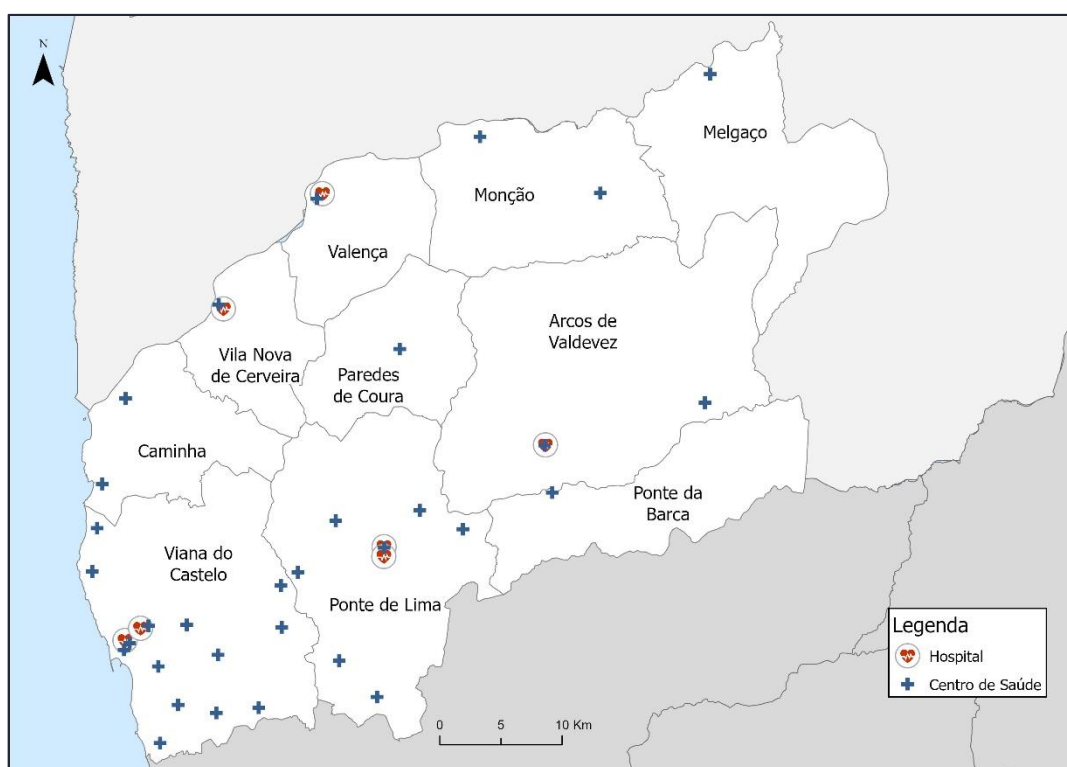 N
Melgaço
Monção
Valença
Arcos de
Valdevez
Vila Nova
de Cerveira
Paredes
de Coura
Caminha
Ponte da
Barca
Viana do
Castelo
Ponte de Lima
Legenda
Hospital
Centro de Saúde
0 5 10 Km